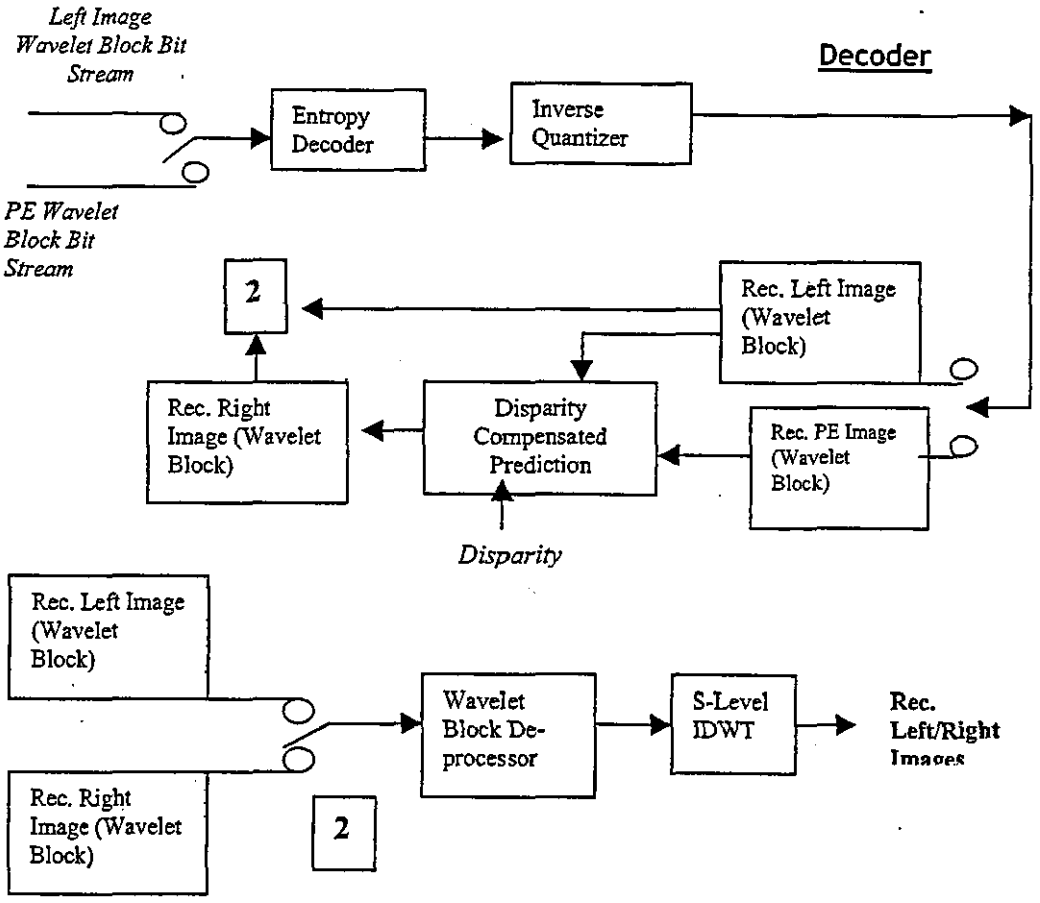 Left Image
Wavelet Block Bit
Stream
Decoder
Entropy
Decoder
Inverse
Quantizer
PE Wavelet
Block Bit
Stream
2
Rec. Left Image
(Wavelet
Block)
Rec. Right
Image (Wavelet
Block)
Disparity
Compensated
Prediction
Rec. PE Image
(Wavelet
Block)
Disparity
Rec. Left Image
(Wavelet
Block)
Wavelet
Block De-
processor
S-Level
IDWT
Rec.
Left/Right
Images
Rec. Right
Image (Wavelet
Block)
2